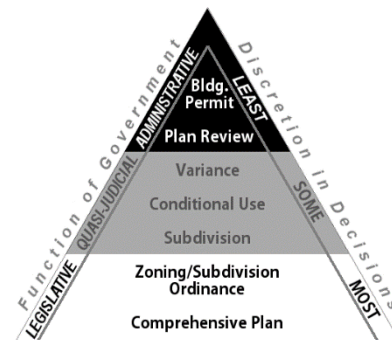 Function of Government
Discretion in Decisions
ADMINISTRATIVE
LEAST
Bldg.
Permit
Plan Review
QUASI-JUDICIAL
SOME
Variance
Conditional Use
Subdivision
LEGISLATIVE
MOST
Zoning/Subdivision
Ordinance
Comprehensive Plan